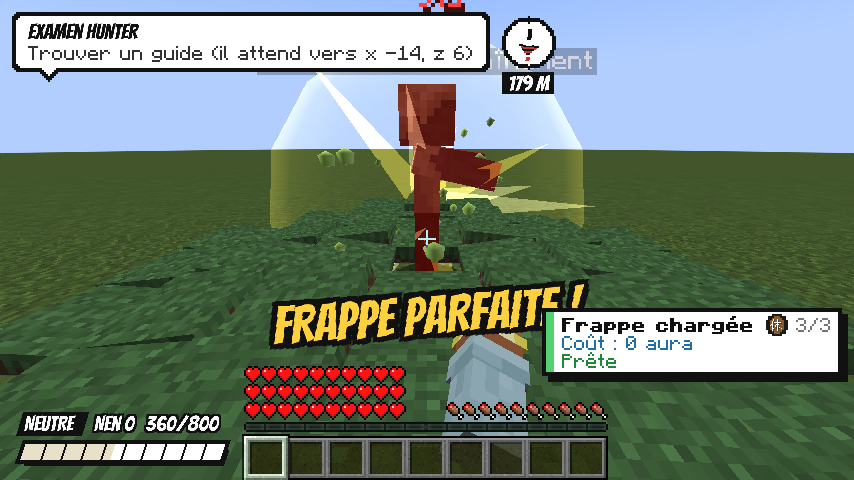 EXAMEN HUNTER
Trouver un guide (il attend vers x -14, z 6)
J
179 M
FRAPPE PARFAITE !
Frappe chargée 休 3/3
Coût : 0 aura
Prête
NEUTRE NEN 0 360/800